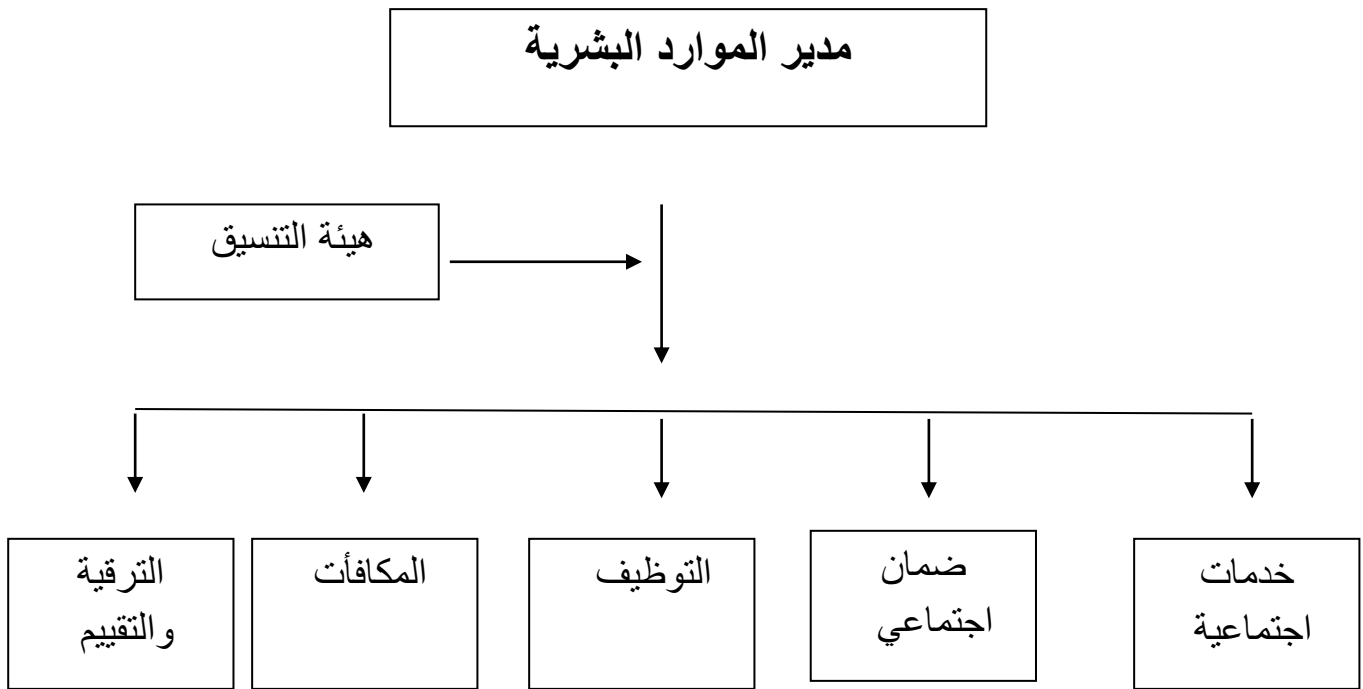 مدير الموارد البشرية
هيئة التنسيق
خدمات
اجتماعية
ضمان
اجتماعي
التوظيف
المكافأت
الترقية
والتقييم